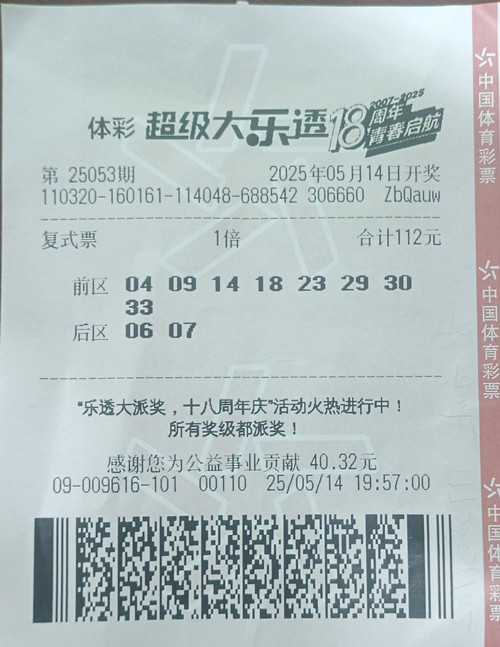 体彩 超级大乐透 18周年 2007-2025 青春启航
第 25053期 2025年05月14日开奖
110320-160161-114048-688542 306660 ZbQauw
复式票 1倍 合计112元
前区 04 09 14 18 23 29 30
33
后区 06 07
“乐透大派奖，十八周年庆”活动火热进行中！
所有奖级都派奖！
感谢您为公益事业贡献 40.32元
09-009616-101 00110 25/05/14 19:57:00
中国体育彩票
中国体育彩票
中国体育彩票